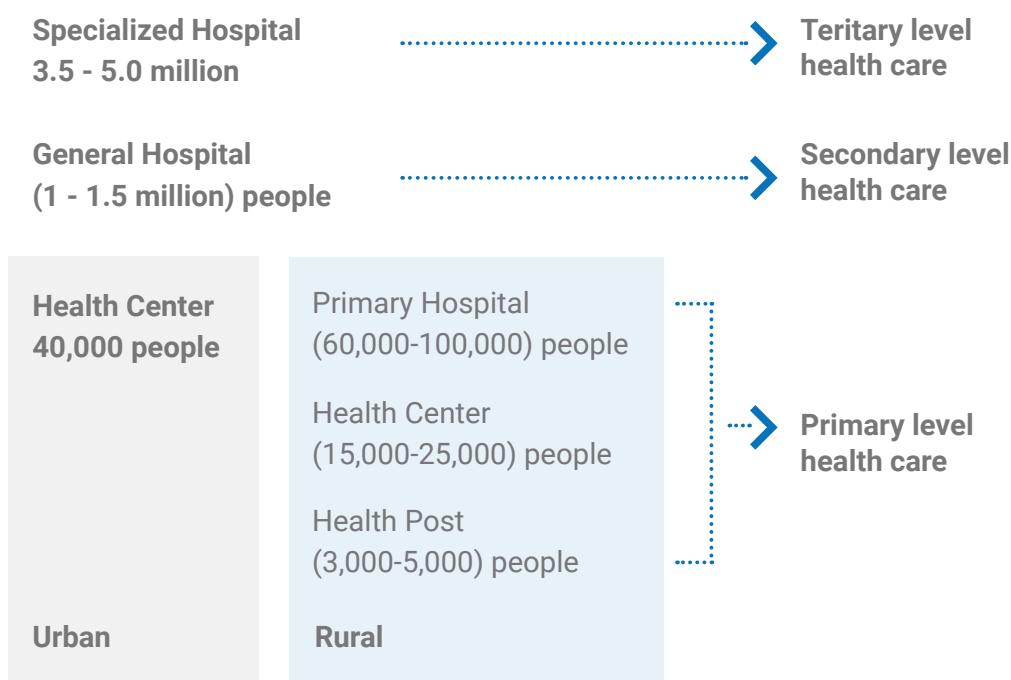 Specialized Hospital
3.5 - 5.0 million
Teritary level
health care
General Hospital
(1 - 1.5 million) people
Secondary level
health care
Health Center
40,000 people
Urban
Primary Hospital
(60,000-100,000) people
Health Center
(15,000-25,000) people
Health Post
(3,000-5,000) people
Rural
Primary level
health care